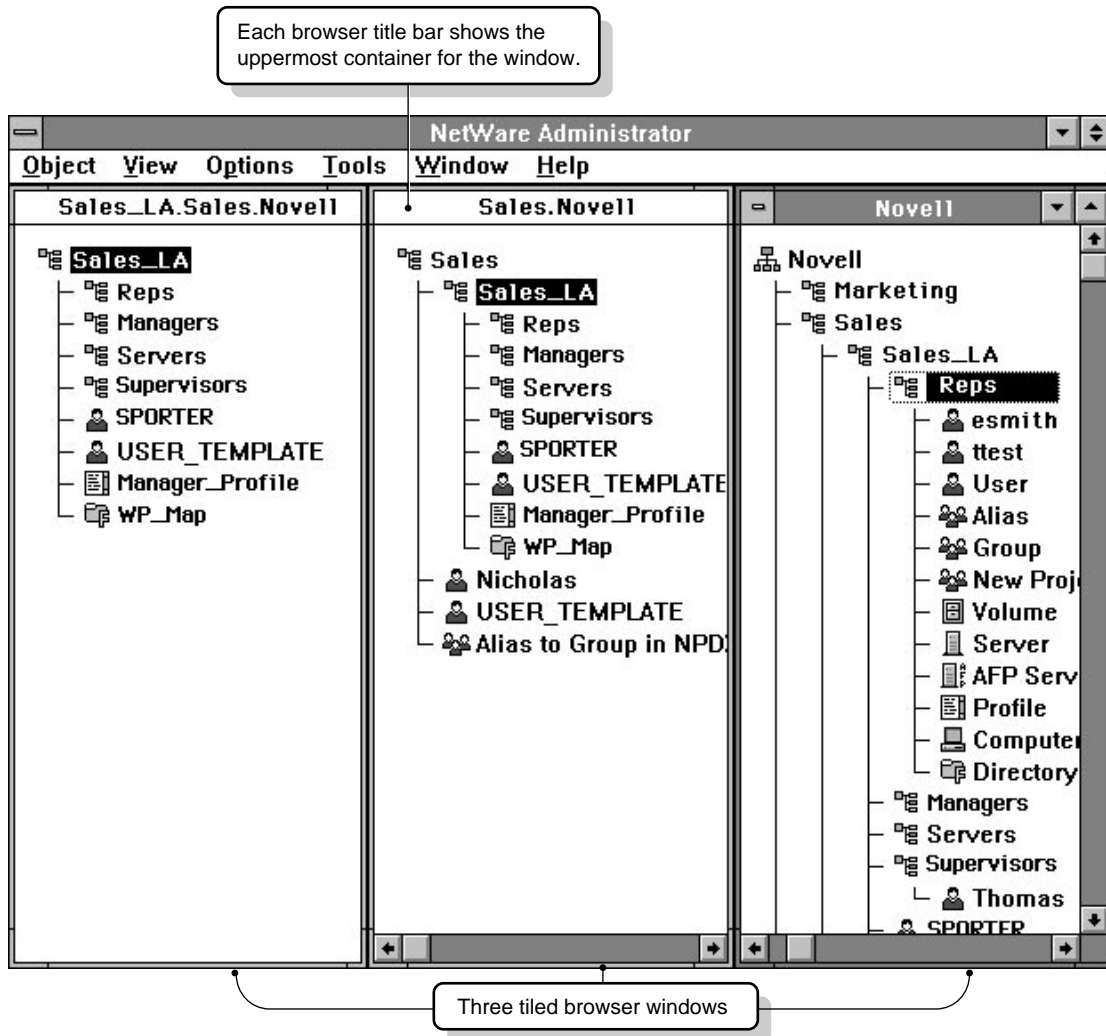 Each browser title bar shows the
uppermost container for the window.
NetWare Administrator
Object View Options Tools Window Help
Sales_LA.Sales.Novell
Sales_LA
Reps
Managers
Servers
Supervisors
SPORTER
USER_TEMPLATE
Manager_Profile
WP_Map
Sales.Novell
Sales
Sales_LA
Reps
Managers
Servers
Supervisors
SPORTER
USER_TEMPLATE
Manager_Profile
WP_Map
Nicholas
USER_TEMPLATE
Alias to Group in NPD
Novell
Novell
Marketing
Sales
Sales_LA
Reps
esmith
ttest
User
Alias
Group
New Proj
Volume
Server
AFP Serv
Profile
Computer
Directory
Managers
Servers
Supervisors
Thomas
SPORTER
Three tiled browser windows